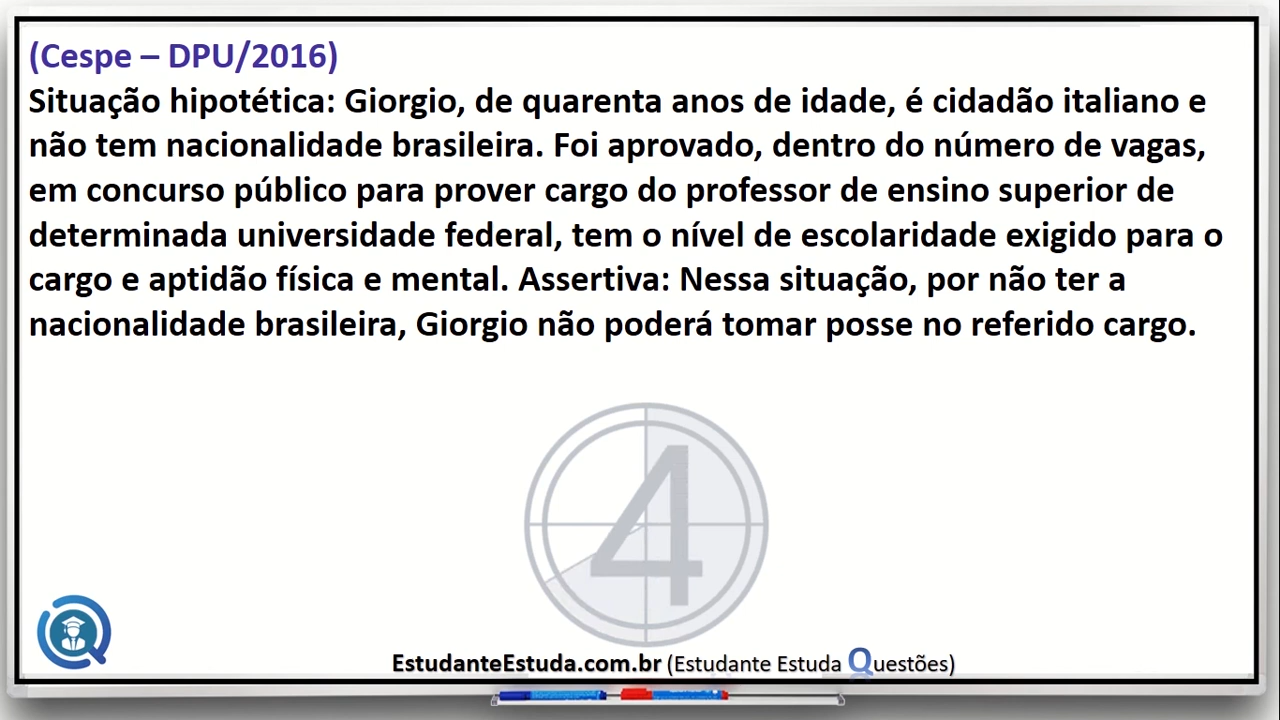 (Cespe – DPU/2016)
Situação hipotética: Giorgio, de quarenta anos de idade, é cidadão italiano e
não tem nacionalidade brasileira. Foi aprovado, dentro do número de vagas,
em concurso público para prover cargo do professor de ensino superior de
determinada universidade federal, tem o nível de escolaridade exigido para o
cargo e aptidão física e mental. Assertiva: Nessa situação, por não ter a
nacionalidade brasileira, Giorgio não poderá tomar posse no referido cargo.
4
EstudanteEstuda.com.br (Estudante Estuda Questões)